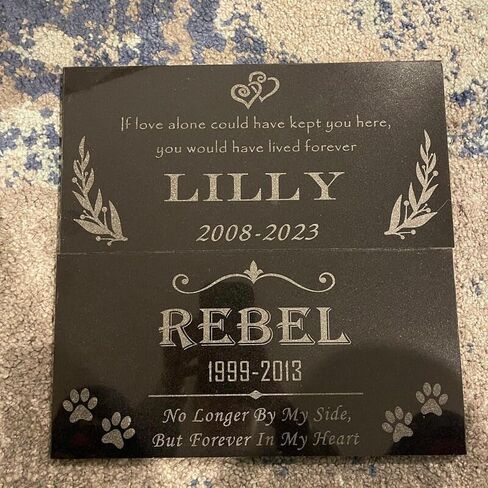 If love alone could have kept you here,
you would have lived forever
LILLY
2008-2023
REBEL
1999-2013
No Longer By My Side,
But Forever In My Heart